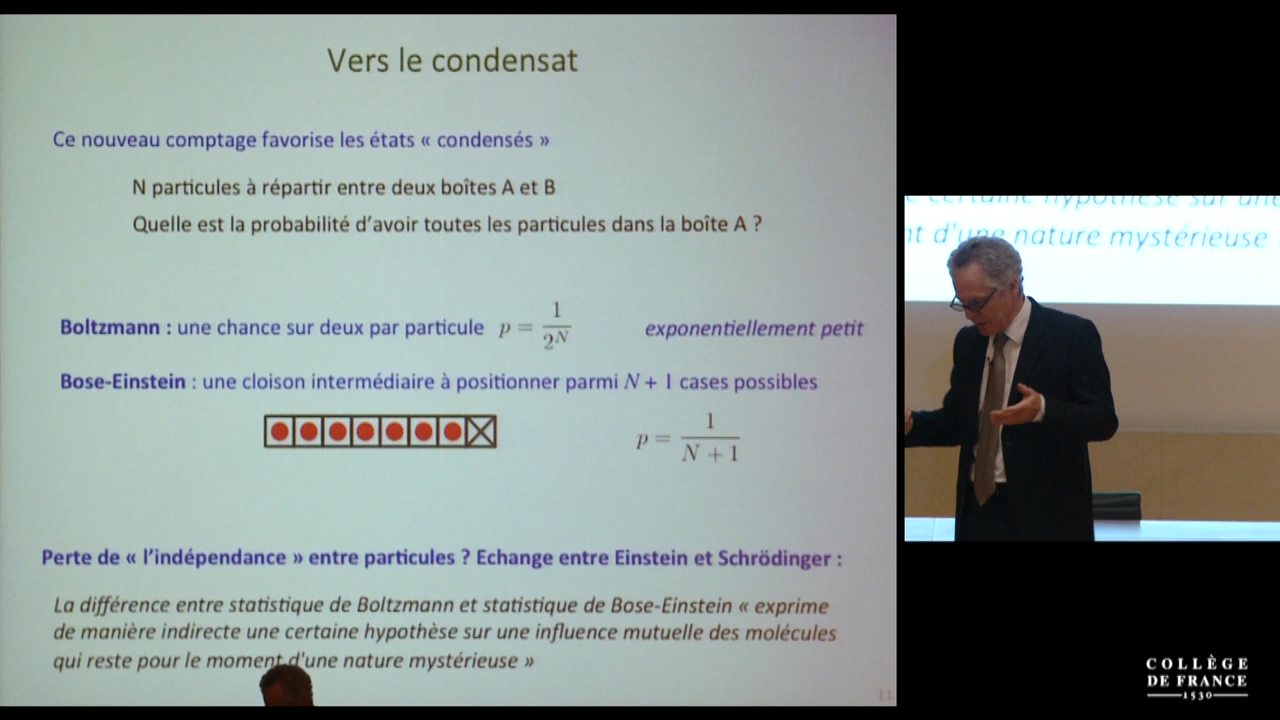 Vers le condensat
Ce nouveau comptage favorise les états « condensés »
N particules à répartir entre deux boîtes A et B
Quelle est la probabilité d'avoir toutes les particules dans la boîte A ?
Boltzmann : une chance sur deux par particule p = 1/2^N exponentiellement petit
Bose-Einstein : une cloison intermédiaire à positionner parmi N + 1 cases possibles
p = 1/(N + 1)
Perte de « l'indépendance » entre particules ? Echange entre Einstein et Schrödinger :
La différence entre statistique de Boltzmann et statistique de Bose-Einstein « exprime
de manière indirecte une certaine hypothèse sur une influence mutuelle des molécules
qui reste pour le moment d'une nature mystérieuse »
11
certaine hypothèse sur une
nt d'une nature mystérieuse
COLLÈGE
DE FRANCE
1530